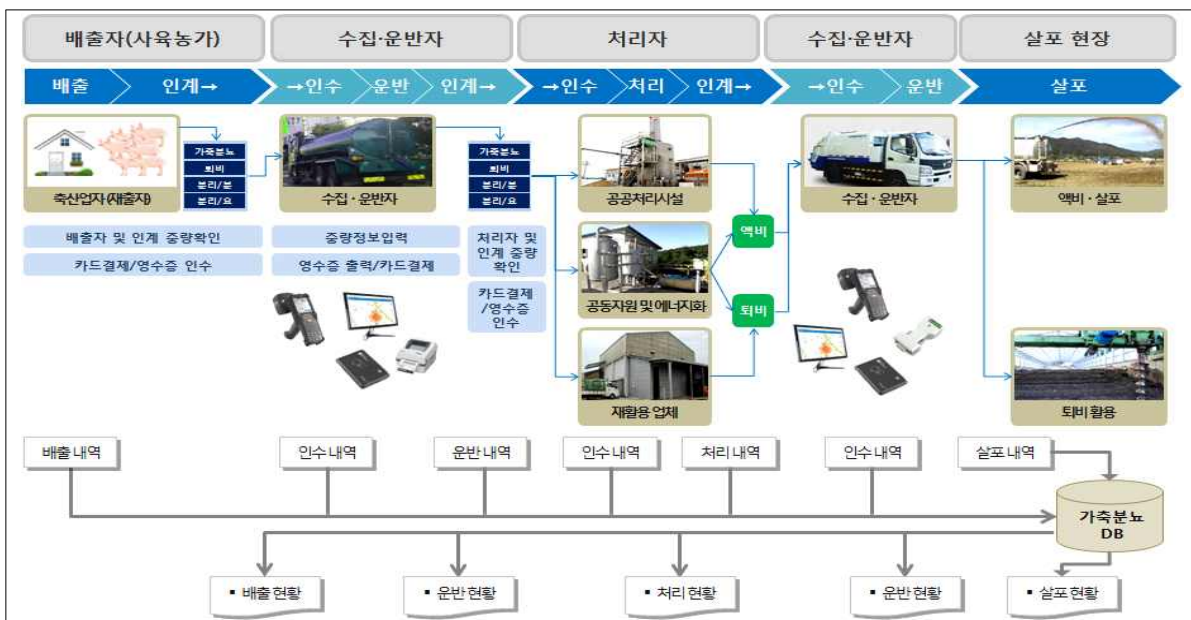 배출자(사육농가)
수집·운반자
처리자
수집·운반자
살포 현장
배출
인계→
→인수
운반
인계→
→인수
처리
인계→
→인수
운반
살포
축산업자(재출자)
가축분뇨
퇴비
분리/분
분리/요
수집·운반자
가축분뇨
퇴비
분리/분
분리/요
공공처리시설
수집·운반자
액비·살포
배출자 및 인계 중량확인
카드결제/영수증 인수
중량정보입력
영수증 출력/카드결제
처리자 및
인계 중량
확인
카드결제
/영수증
인수
공동자원 및 에너지화
재활용 업체
액비
퇴비
퇴비 활용
배출 내역
인수 내역
운반 내역
인수 내역
처리 내역
인수 내역
살포 내역
가축분뇨
DB
▪ 배출 현황
▪ 운반 현황
▪ 처리 현황
▪ 운반 현황
▪ 살포 현황